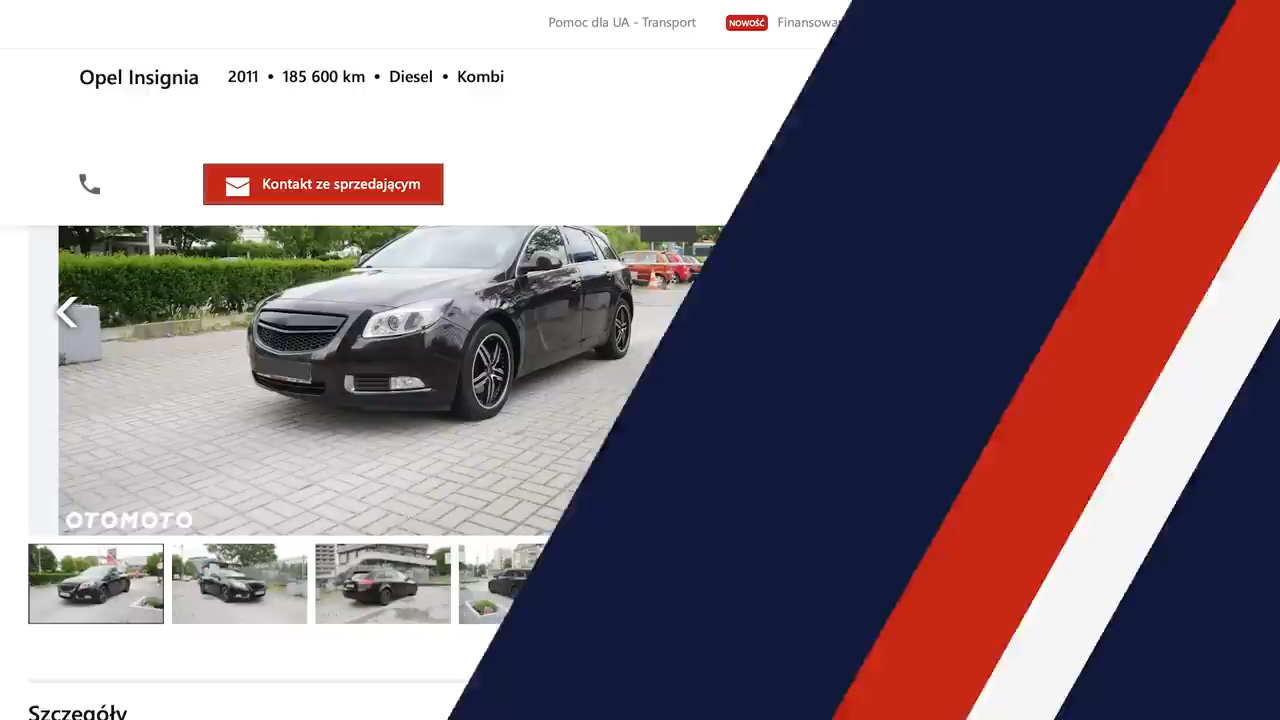 Pomoc dla UA - Transport NOWOŚĆ Finansowa
Opel Insignia 2011 • 185 600 km • Diesel • Kombi
Kontakt ze sprzedającym
OTOMOTO
Szczegóły